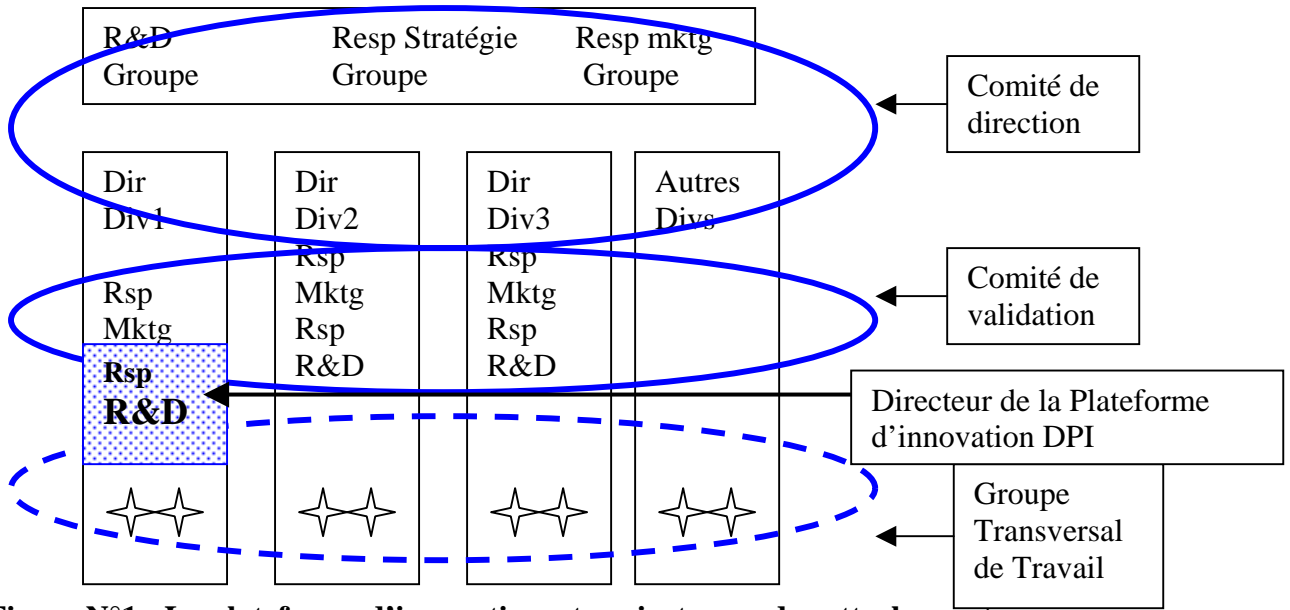 R&D Resp Stratégie Resp mktg
Groupe Groupe Groupe
Comité de
direction
Dir
Div1
Rsp
Mktg
Rsp
R&D
Dir
Div2
Rsp
Mktg
Rsp
R&D
Dir
Div3
Rsp
Mktg
Rsp
R&D
Autres
Divs
Comité de
validation
Directeur de la Plateforme
d'innovation DPI
Groupe
Transversal
de Travail